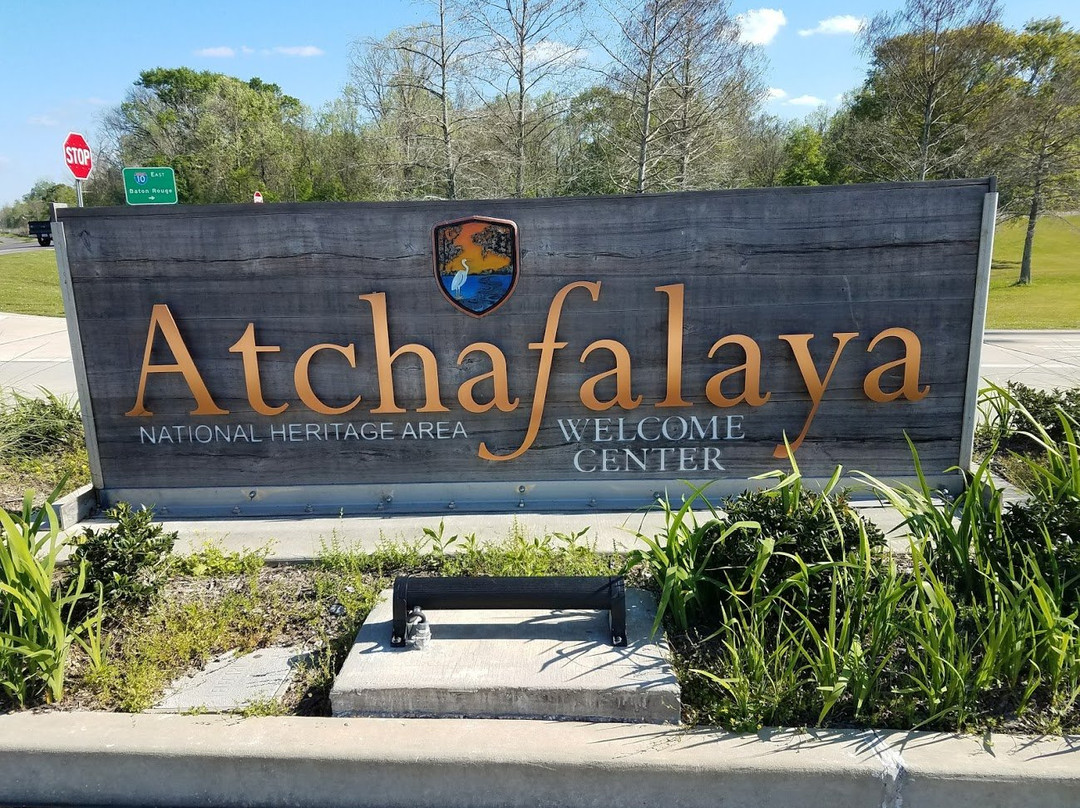 STOP
10 East
Baton Rouge
Atchafalaya
NATIONAL HERITAGE AREA
WELCOME
CENTER